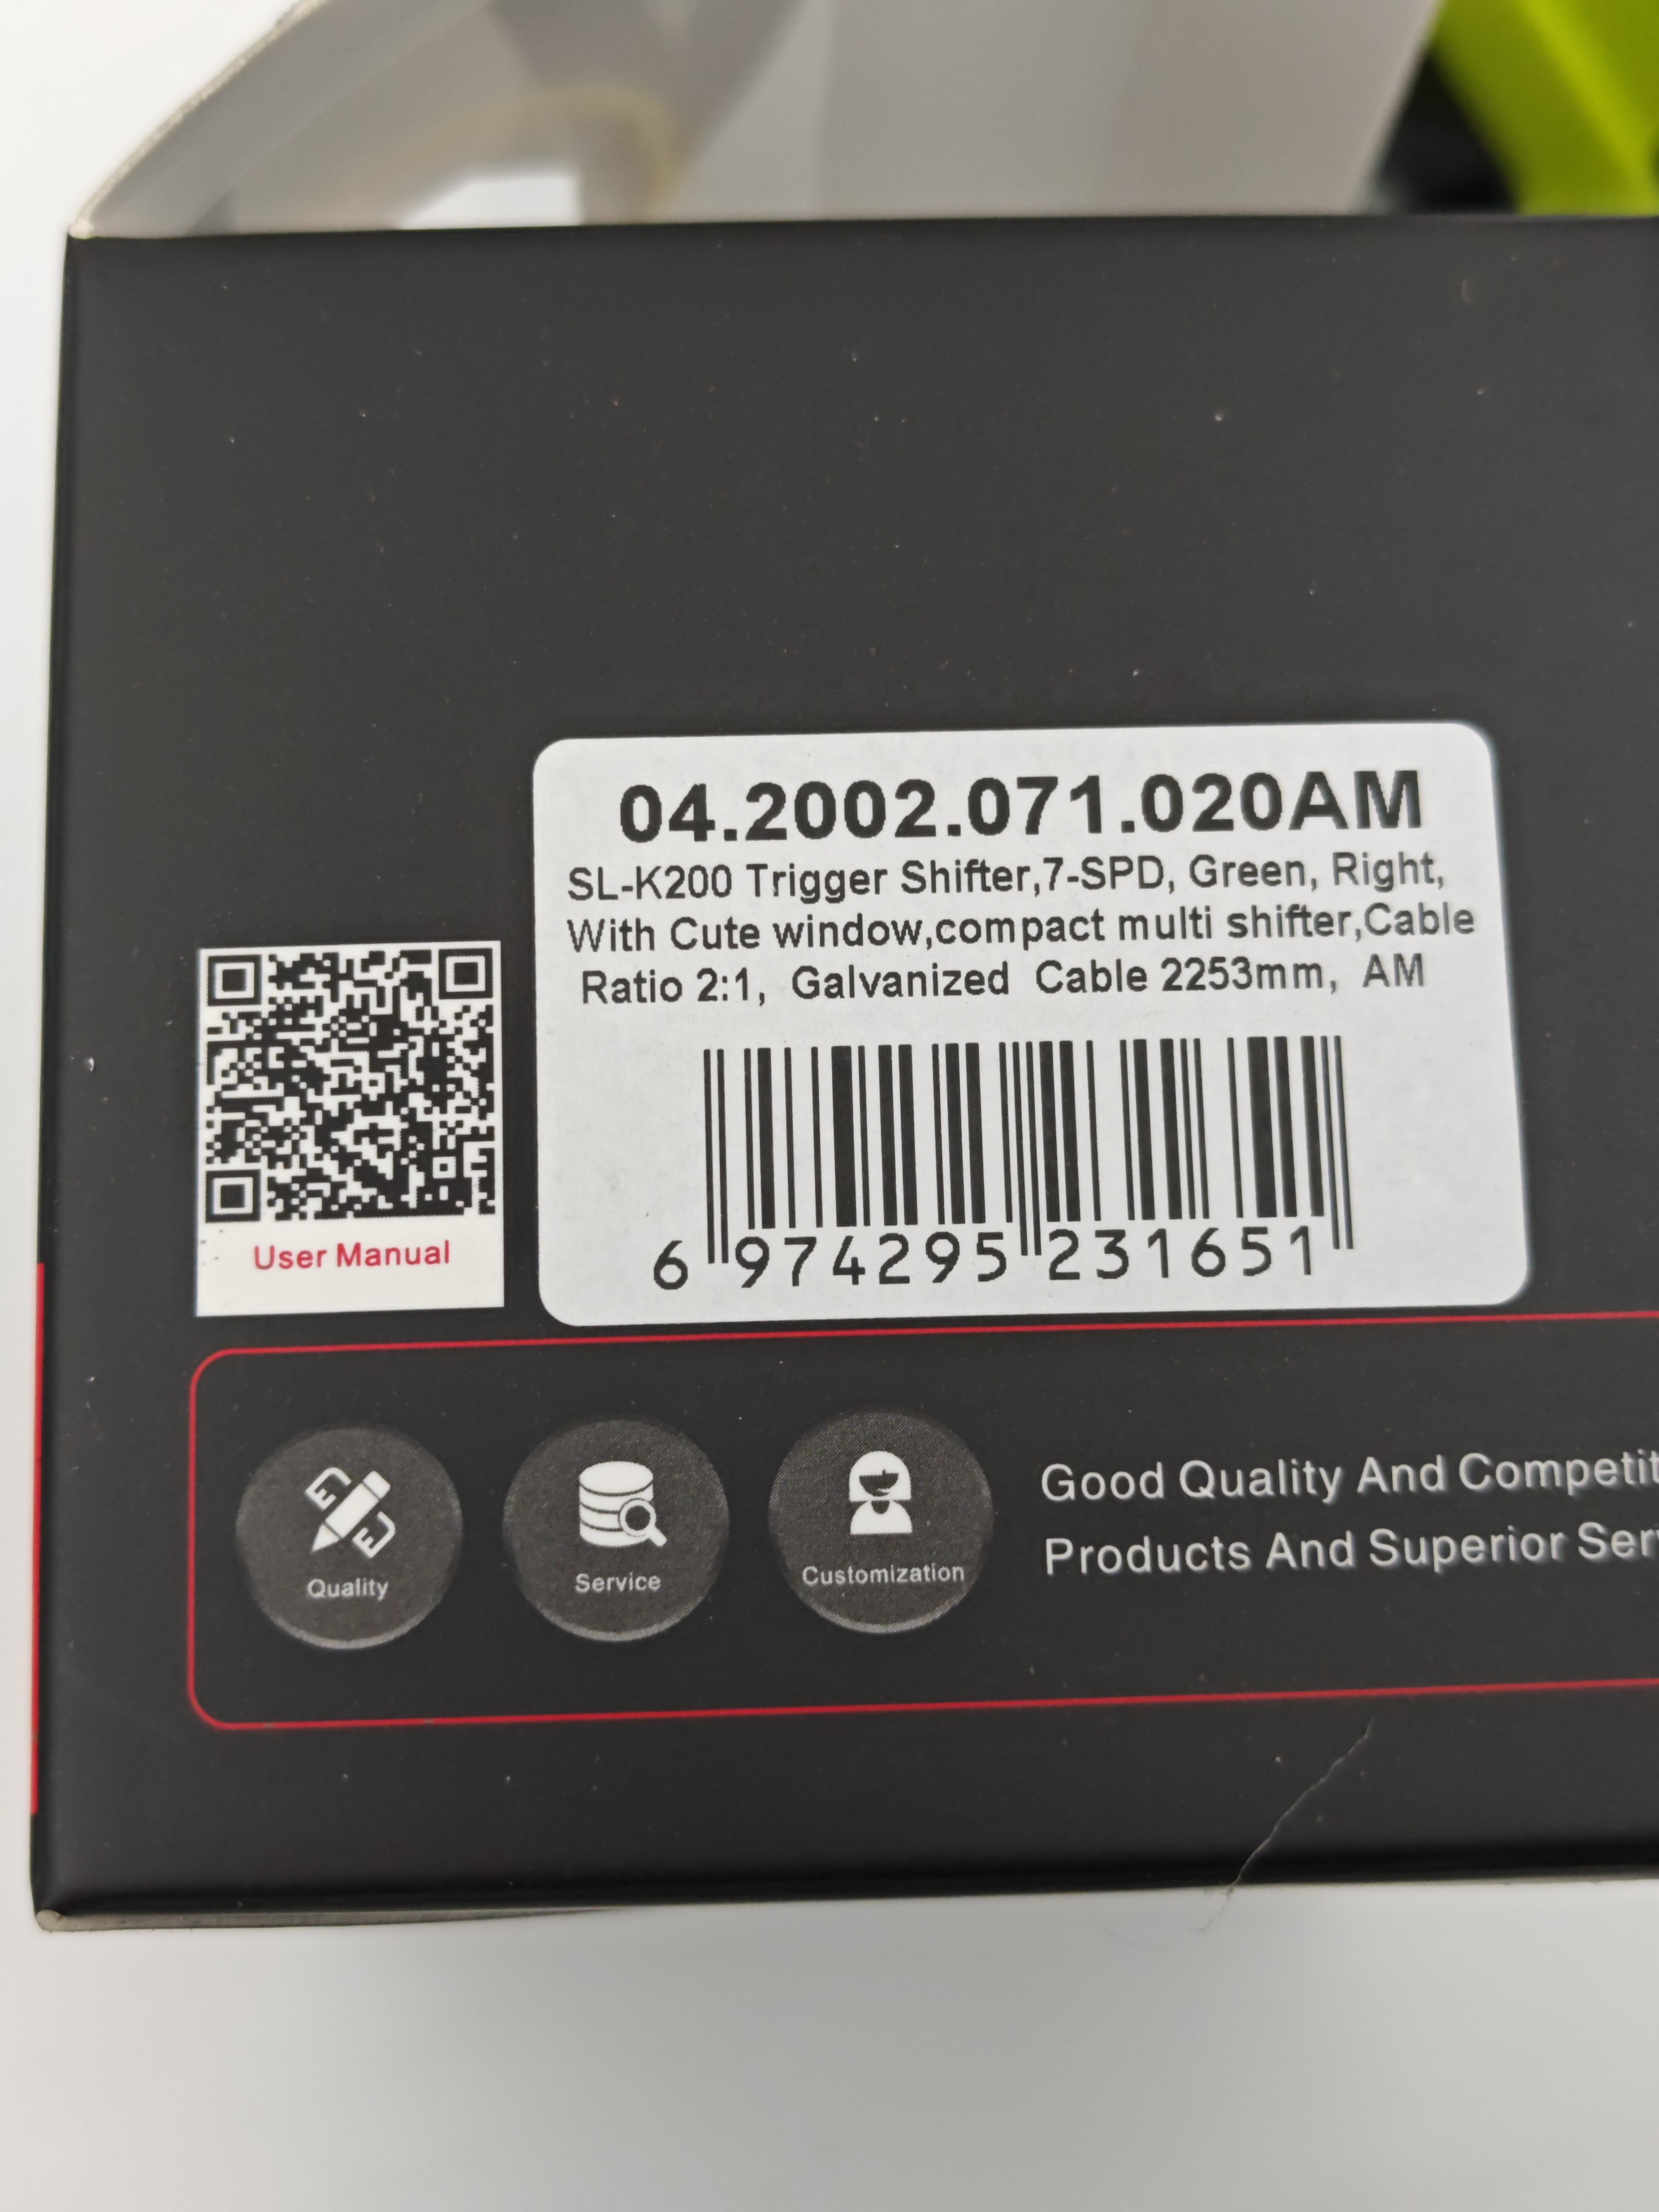 04.2002.071.020AM
SL-K200 Trigger Shifter,7-SPD, Green, Right,
With Cute window,compact multi shifter,Cable
Ratio 2:1, Galvanized Cable 2253mm, AM
6 974295 231651
User Manual
Quality
Service
Customization
Good Quality And Competit
Products And Superior Ser